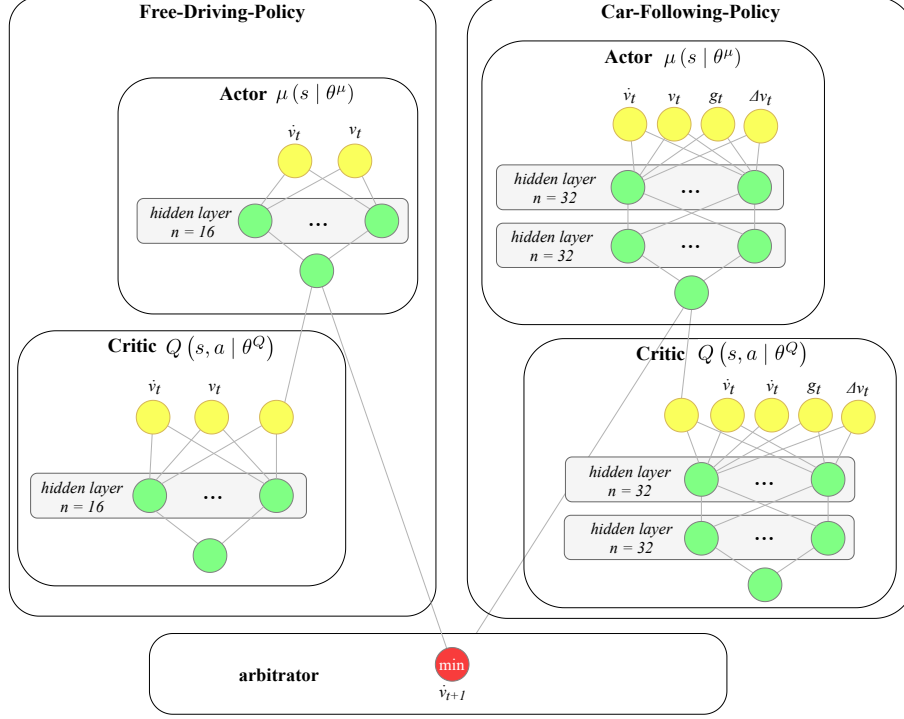 Free-Driving-Policy
Actor μ (s | θ^μ)
v̇_t v_t
hidden layer
n = 16
...
Critic Q (s, a | θ^Q)
v̇_t v_t
hidden layer
n = 16
...
Car-Following-Policy
Actor μ (s | θ^μ)
v̇_t v_t g_t Δv_t
hidden layer
n = 32
...
hidden layer
n = 32
...
Critic Q (s, a | θ^Q)
v̇_t v̇_t g_t Δv_t
hidden layer
n = 32
...
hidden layer
n = 32
...
arbitrator
min
v̇_{t+1}